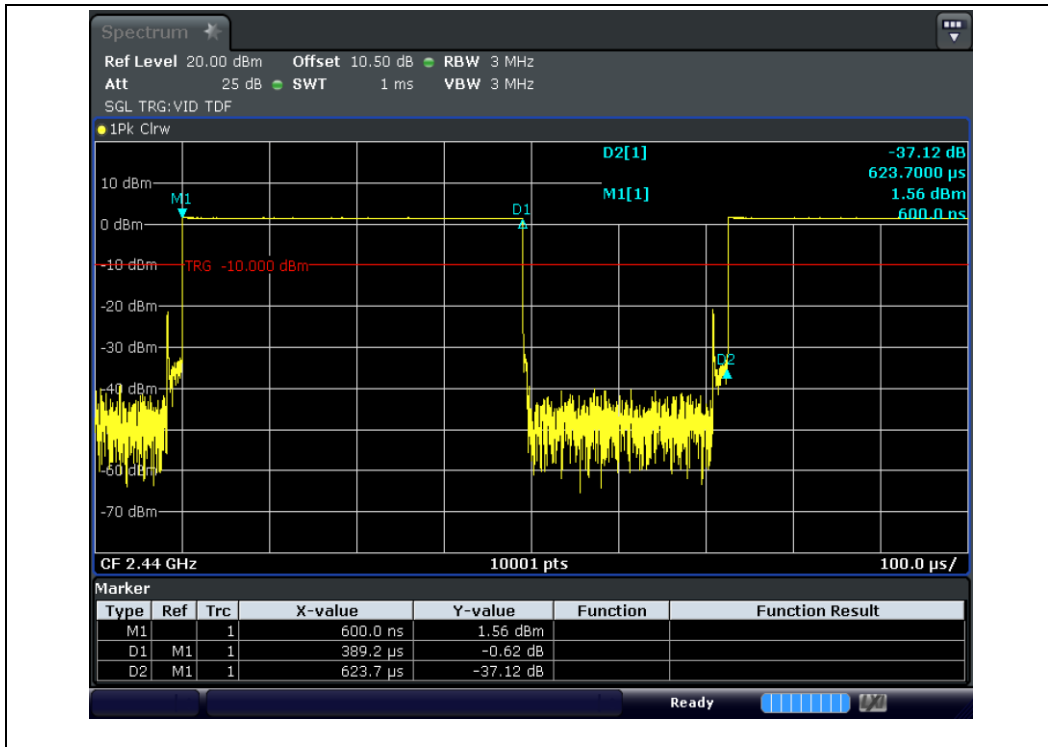 Spectrum
Ref Level 20.00 dBm Offset 10.50 dB RBW 3 MHz
Att 25 dB SWT 1 ms VBW 3 MHz
SGL TRG:VID TDF
1Pk Clrw
D2[1] -37.12 dB
623.7000 µs
M1[1] 1.56 dBm
600.0 ns
10 dBm
M1
D1
0 dBm
-10 dBm
TRG -10.000 dBm
-20 dBm
-30 dBm
D2
-40 dBm
-60 dBm
-70 dBm
CF 2.44 GHz 10001 pts 100.0 µs/
Marker
Type Ref Trc X-value Y-value Function Function Result
M1 1 600.0 ns 1.56 dBm
D1 M1 1 389.2 µs -0.62 dB
D2 M1 1 623.7 µs -37.12 dB
Ready